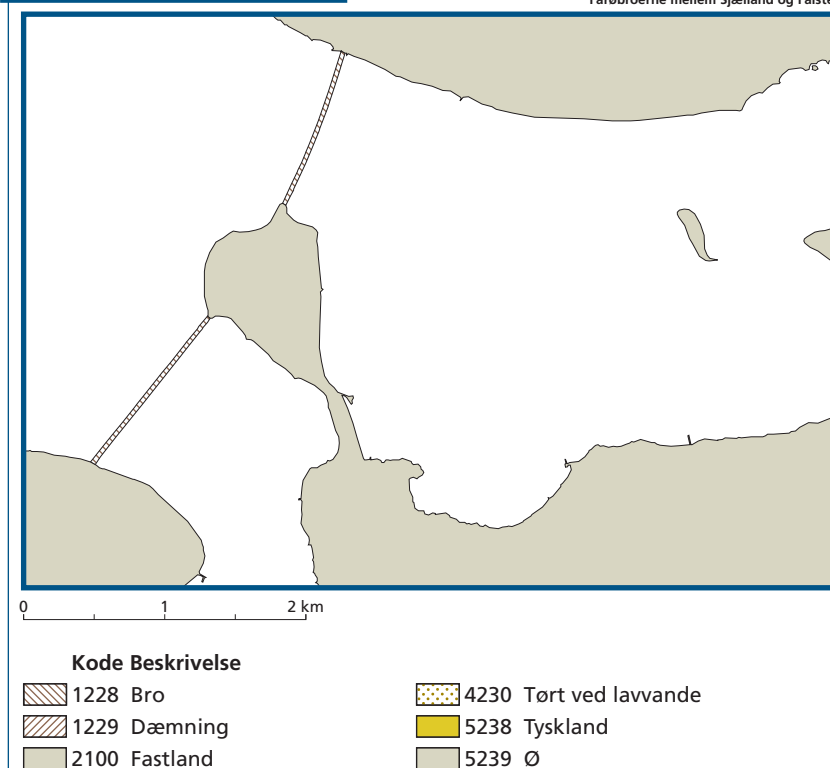 0 1 2 km
Kode Beskrivelse
1228 Bro
1229 Dæmning
2100 Fastland
4230 Tørt ved lavvande
5238 Tyskland
5239 Ø